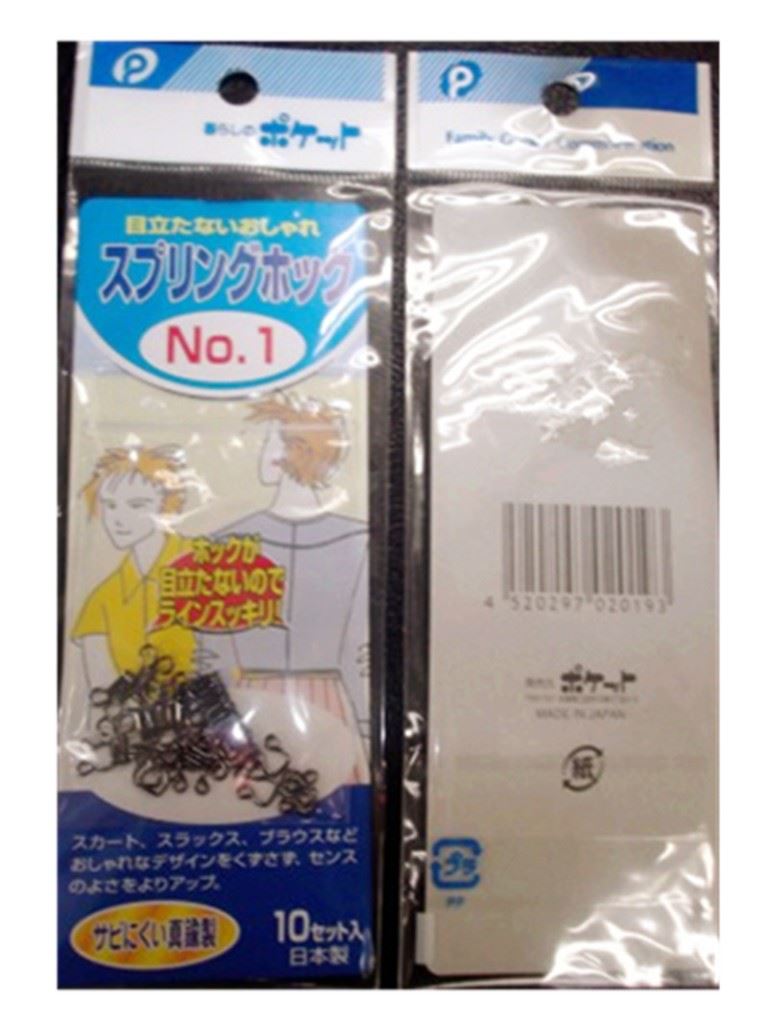 P
暮らしの ポケット
目立たないおしゃれ
スプリングホック
No.1
ホックが
目立たないので
ラインスッキリ!
スカート、スラックス、ブラウスなど
おしゃれなデザインをくずさず、センス
のよさをよりアップ。
サビにくい真鍮製
10セット入
日本製
P
Family
4 520297 020193
発売元 ポケット
MADE IN JAPAN
紙
プラ
PP